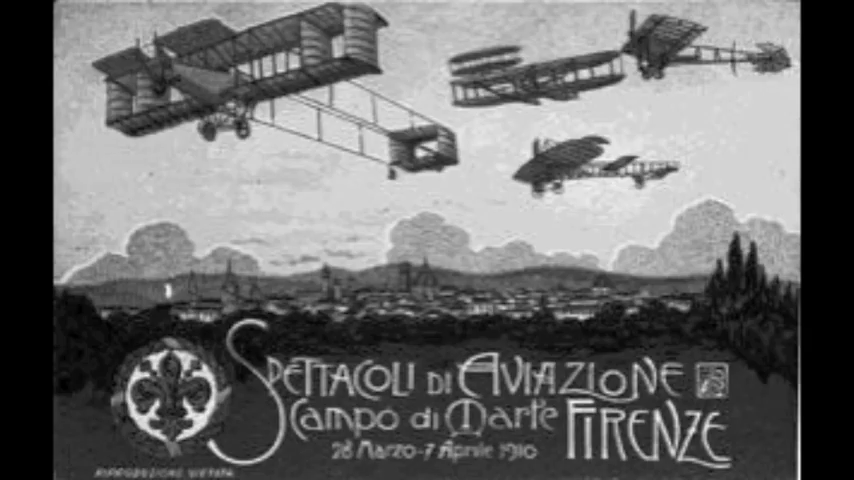 Spettacoli di Aviazione
Campo di Marte Firenze
28 Marzo-7 Aprile 1910
RIPRODUZIONE VIETATA